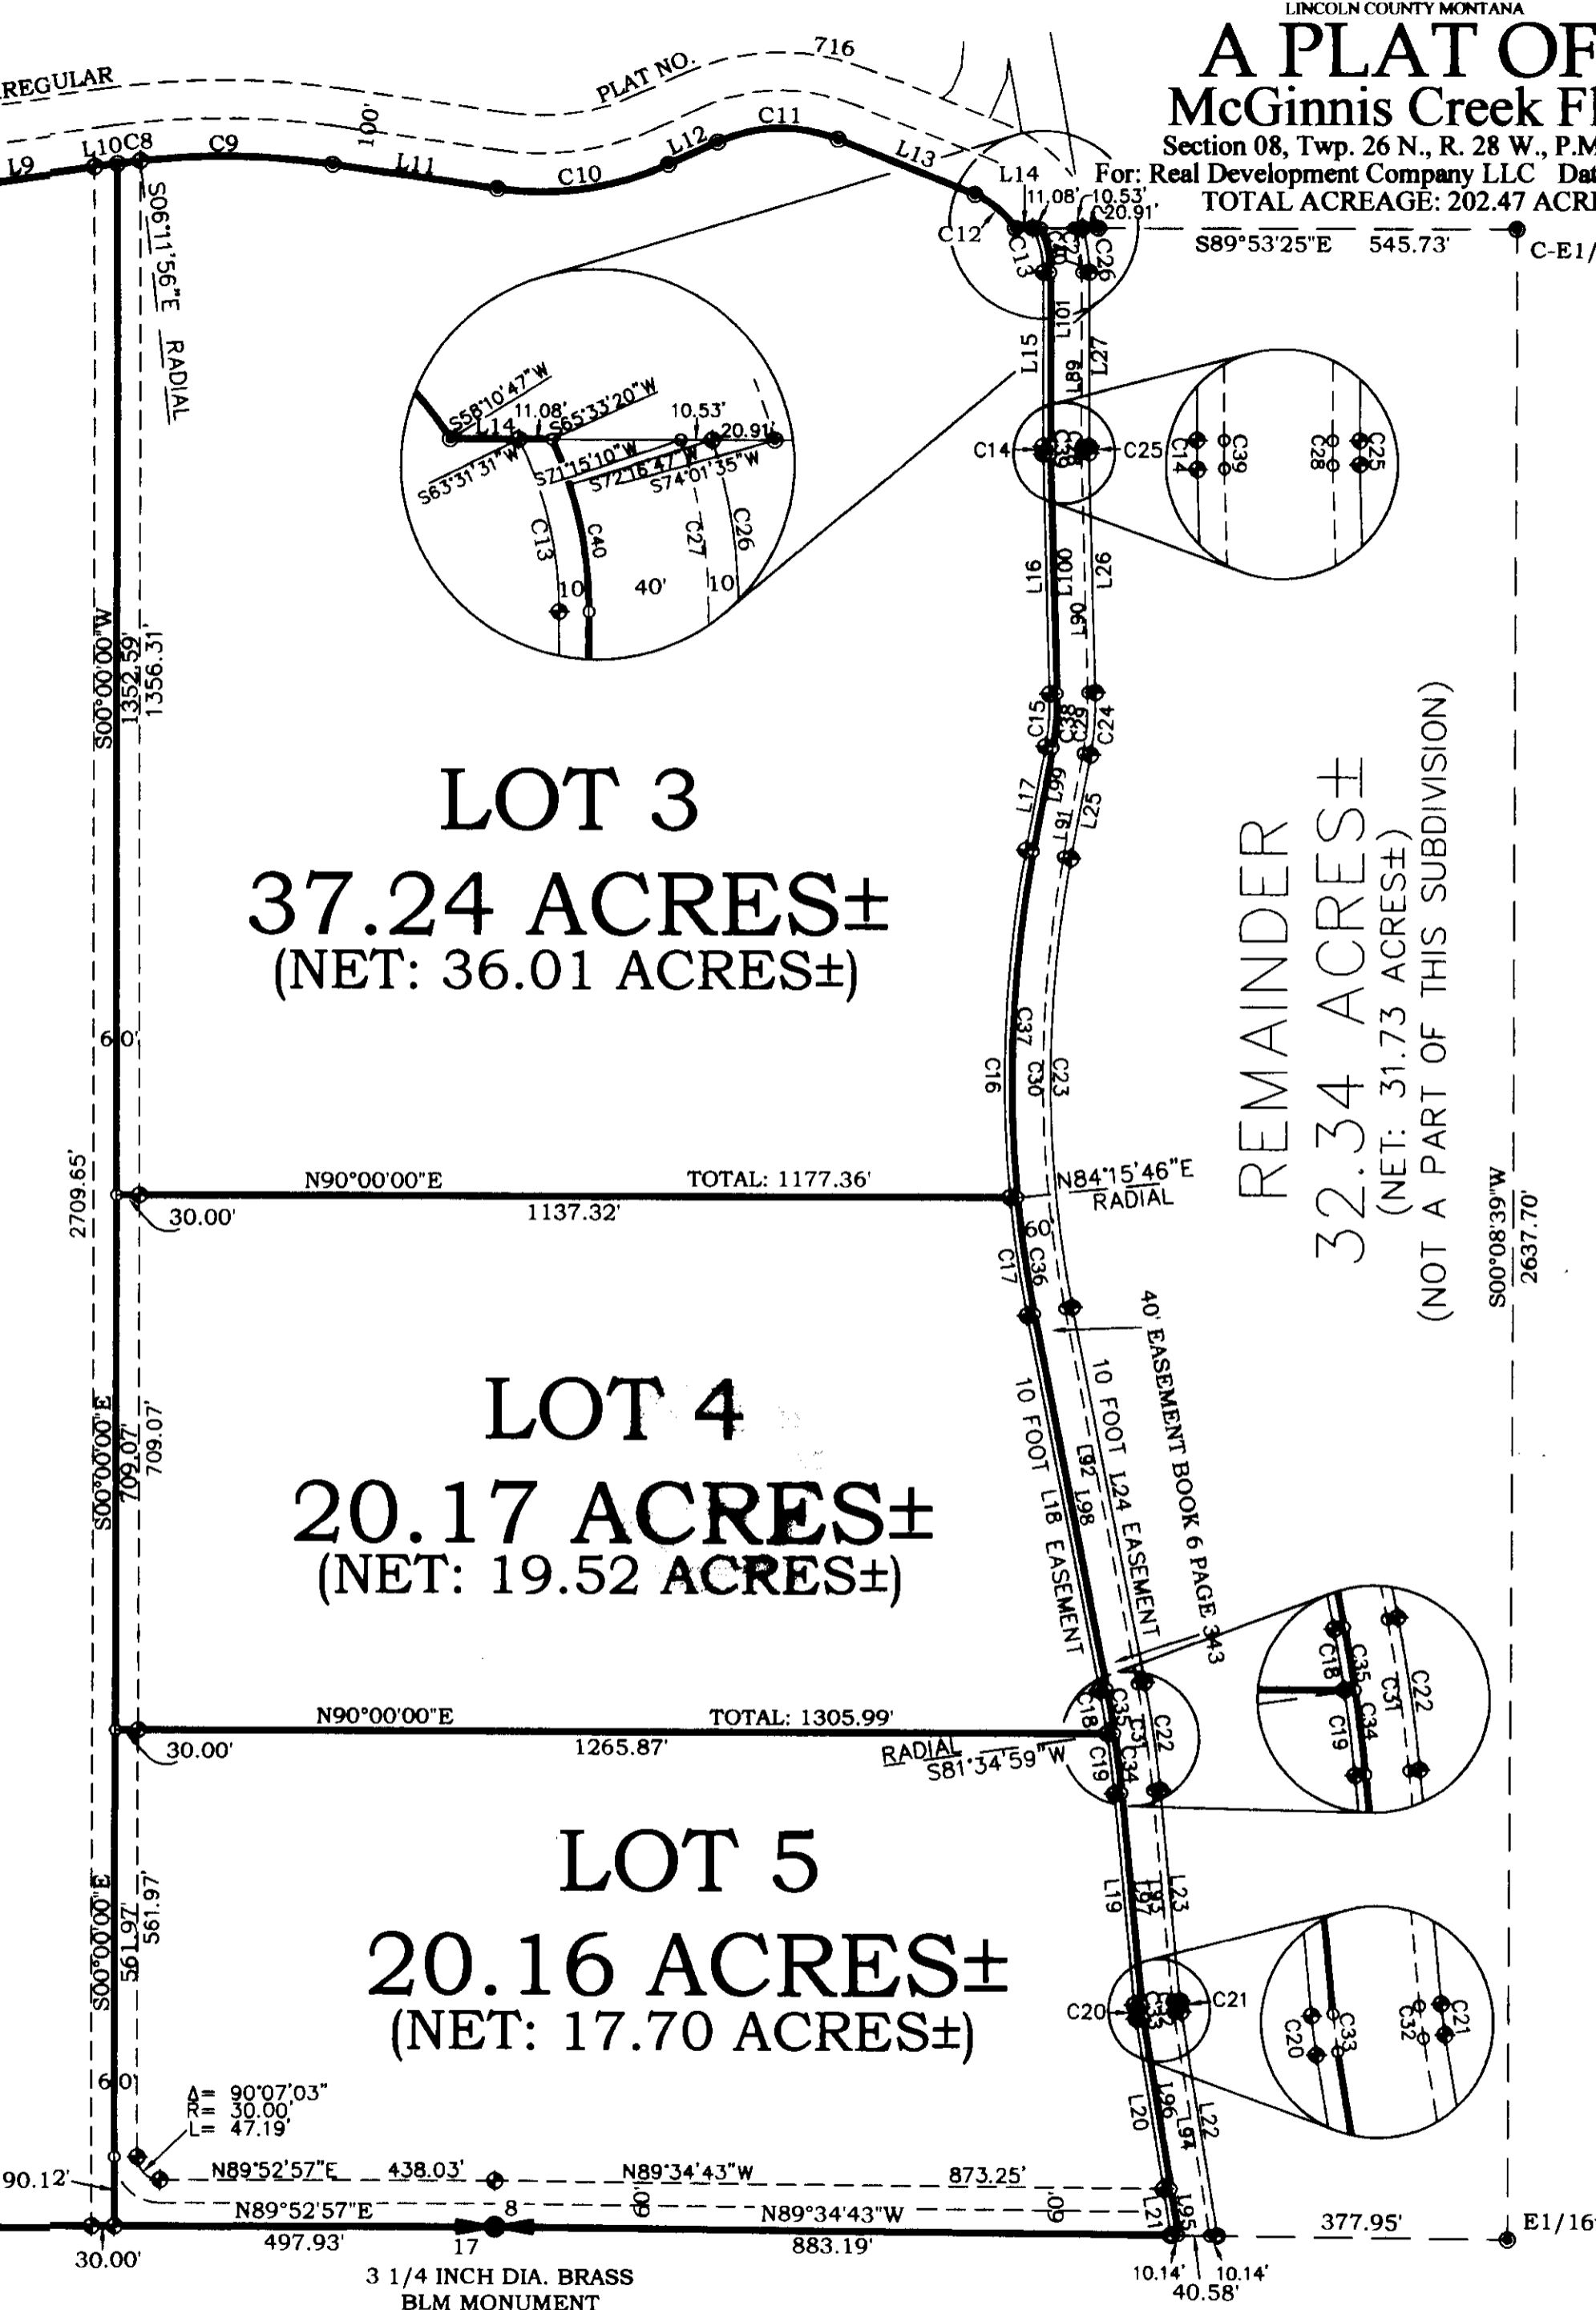 LINCOLN COUNTY MONTANA
A PLAT OF
McGinnis Creek
Section 08, Twp. 26 N., R. 28 W., P.M
For: Real Development Company LLC
TOTAL ACREAGE: 202.47
REGULAR
PLAT NO.
716
L9
L10
C8
C9
100'
L11
C10
L12
C11
L13
L14
11.08'
10.53'
20.91'
C12
C13
C26
S89°53'25"E 545.73'
S06°11'56"E RADIAL
S58°10'47"W
L14
11.08'
S65°33'20"W
10.53'
20.91'
S63°31'31"W
S71°15'10"W
S72°16'47"W
S74°01'35"W
C13
C40
C27
C26
10
40'
10
L15
L101
L89
L27
C14
C25
C14
C39
C28
C25
L16
L100
L90
L26
S00°00'00"W
1352.59'
1356.31'
C15
C38
C29
C24
L17
L99
L91
L25
LOT 3
37.24 ACRES±
(NET: 36.01 ACRES±)
REMAINDER
32.34 ACRES±
(NET: 31.73 ACRES±)
(NOT A PART OF THIS SUBDIVISION)
60'
C16
C37
C30
C23
2709.65'
N90°00'00"E
TOTAL: 1177.36'
30.00'
1137.32'
N84°15'46"E
RADIAL
60'
S00°08'39"W
2637.70'
C17
C36
40' EASEMENT BOOK 6 PAGE 343
10 FOOT L18 EASEMENT
L92
L98
10 FOOT L24 EASEMENT
LOT 4
20.17 ACRES±
(NET: 19.52 ACRES±)
S00°00'00"E
709.07'
709.07'
C18
C35
C31
C22
N90°00'00"E
TOTAL: 1305.99'
30.00'
1265.87'
RADIAL
S81°34'59"W
C19
C34
C18
C35
C31
C22
C19
C34
LOT 5
20.16 ACRES±
(NET: 17.70 ACRES±)
S00°00'00"E
561.97'
561.97'
L19
L97
L93
L23
C20
C33
C32
C21
C20
C33
C32
C21
60'
Δ= 90°07'03"
R= 30.00'
L= 47.19'
L20
L96
L94
L22
90.12'
N89°52'57"E 438.03'
N89°34'43"W 873.25'
N89°52'57"E
8
60'
N89°34'43"W
60'
L21
L95
30.00'
497.93'
17
883.19'
377.95'
10.14'
10.14'
40.58'
3 1/4 INCH DIA. BRASS
BLM MONUMENT